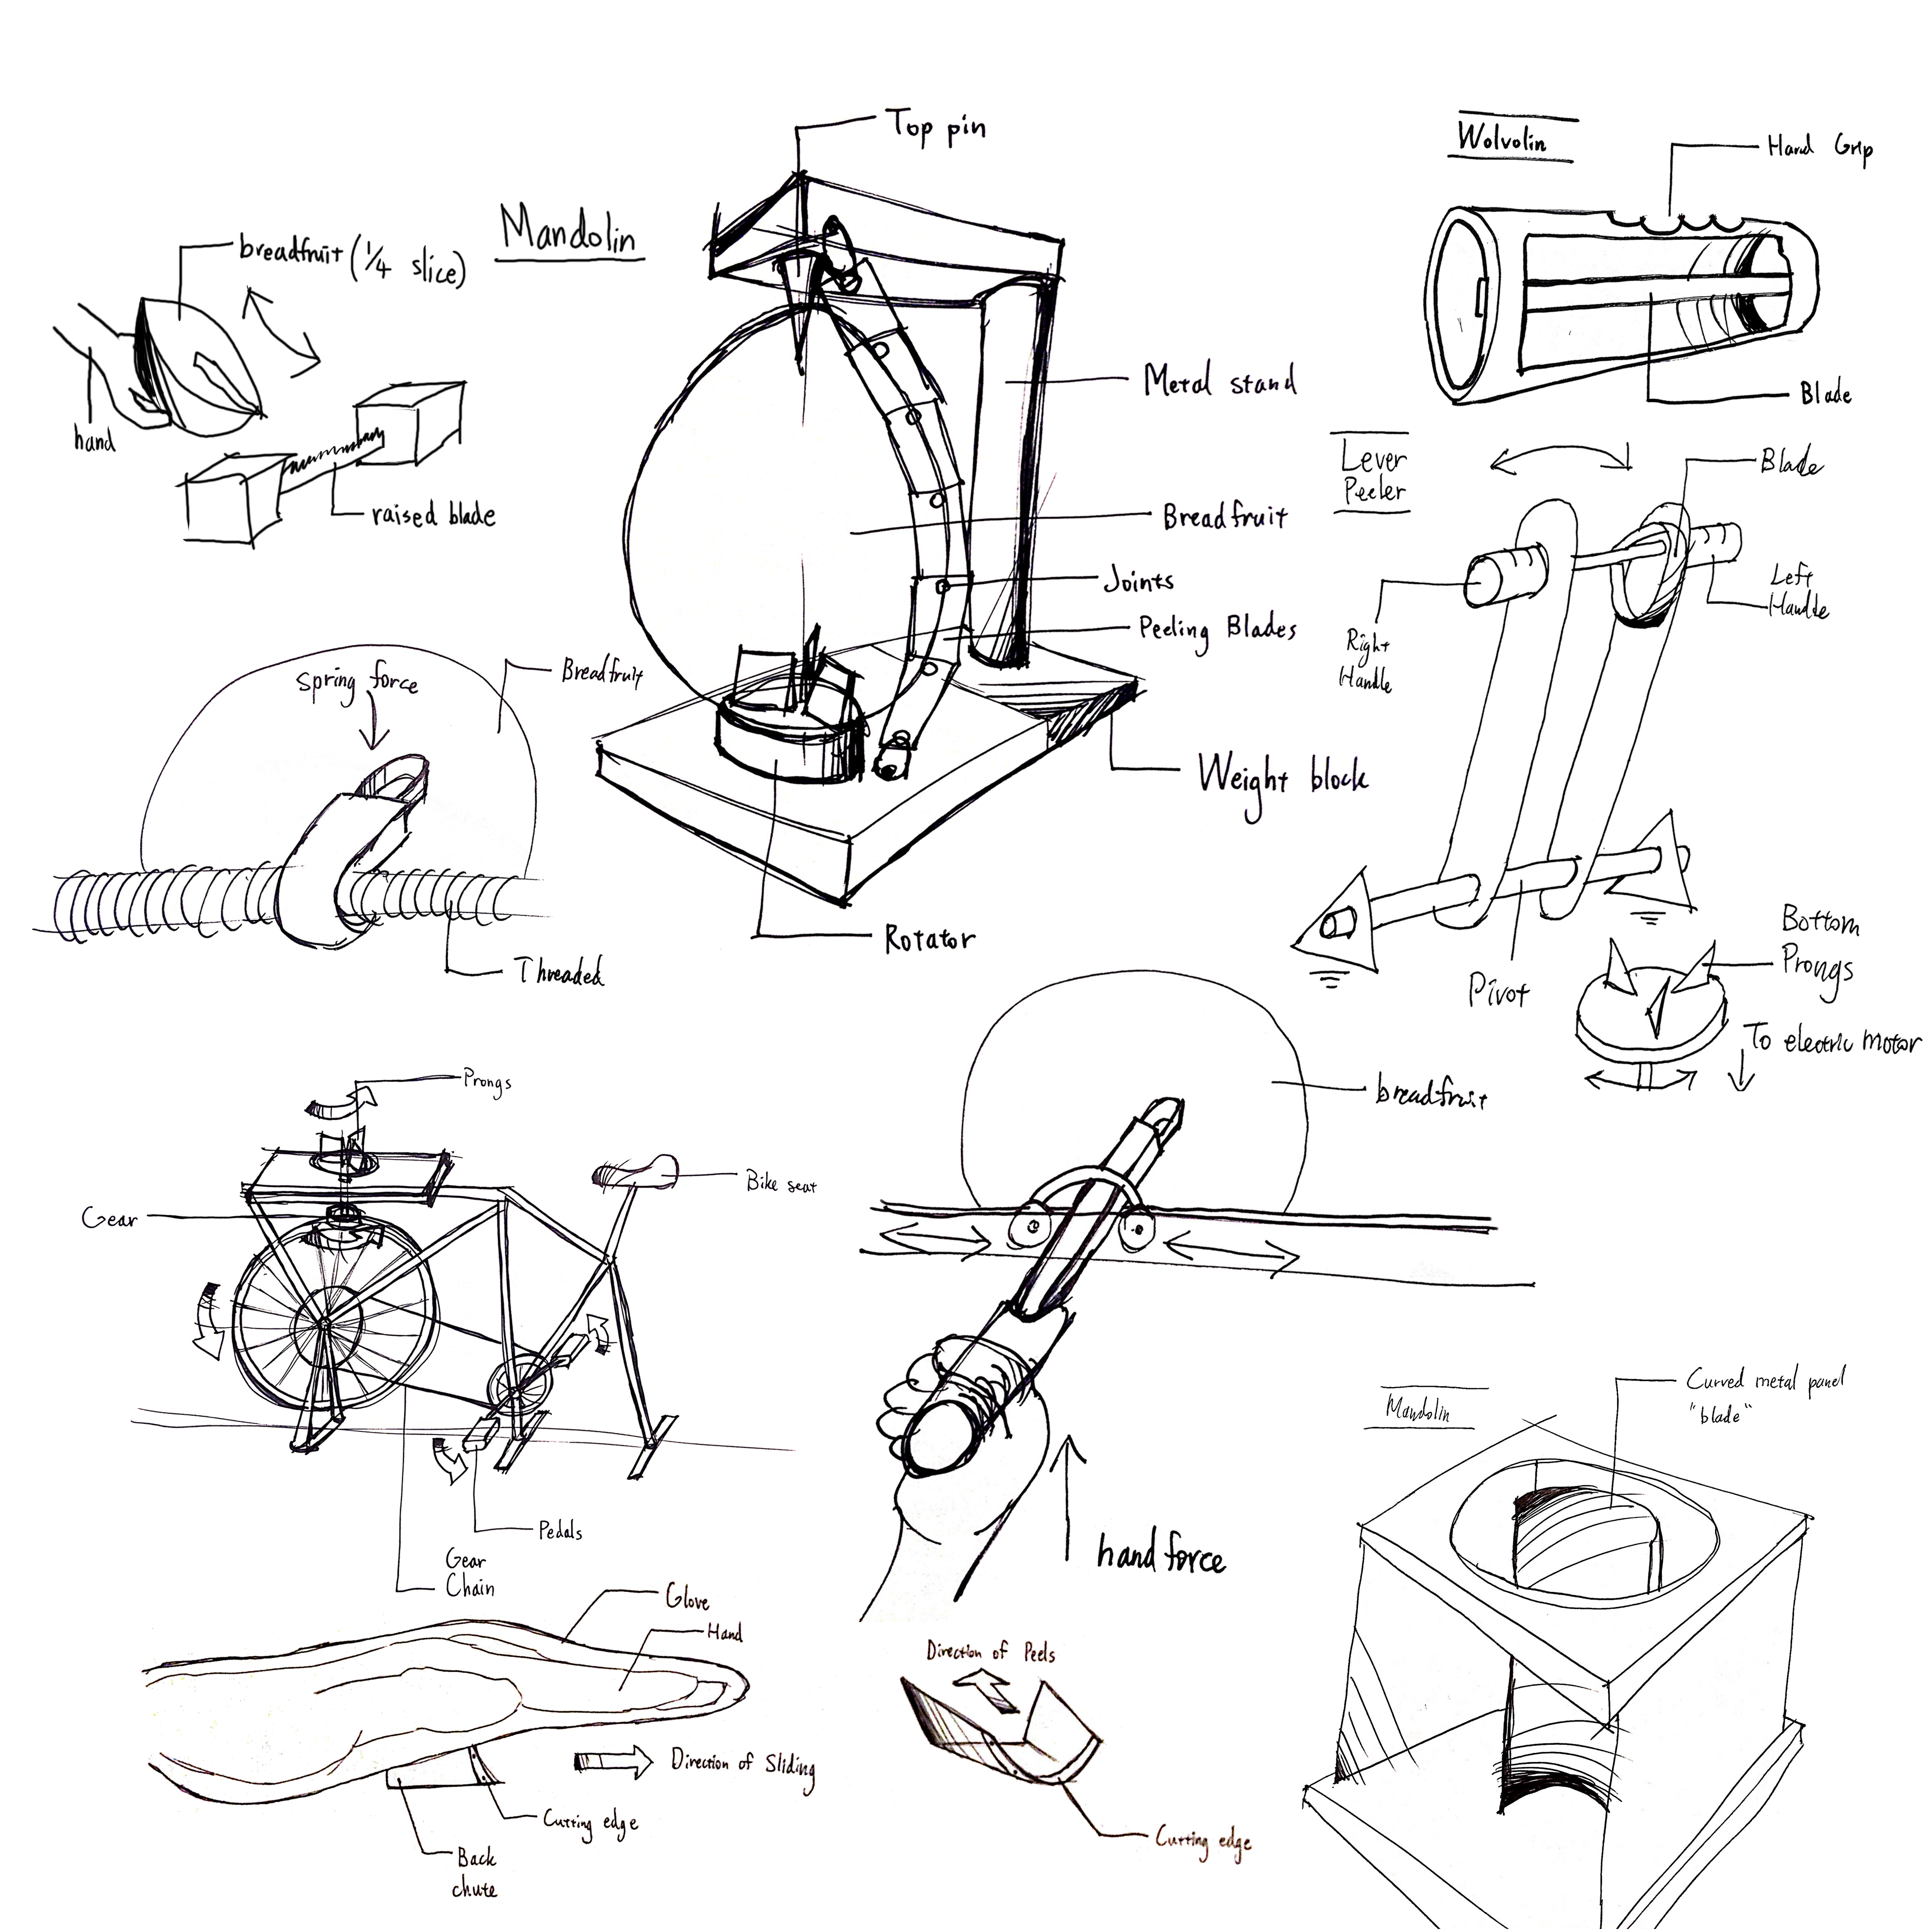 Top pin
Mandolin
breadfruit (1/4 slice)
hand
raised blade
Metal stand
Breadfruit
Joints
Peeling Blades
Weight block
Rotator
Wolvolin
Hand Grip
Blade
Lever
Peeler
Blade
Left
Handle
Right
Handle
Pivot
Bottom
Prongs
To electric motor
Spring force
Breadfruit
Threaded
Prongs
Bike seat
Gear
Pedals
Gear
Chain
breadfruit
hand force
Mandolin
Curved metal panel
"blade"
Glove
Hand
Direction of Sliding
Cutting edge
Back
chute
Direction of Peels
Cutting edge